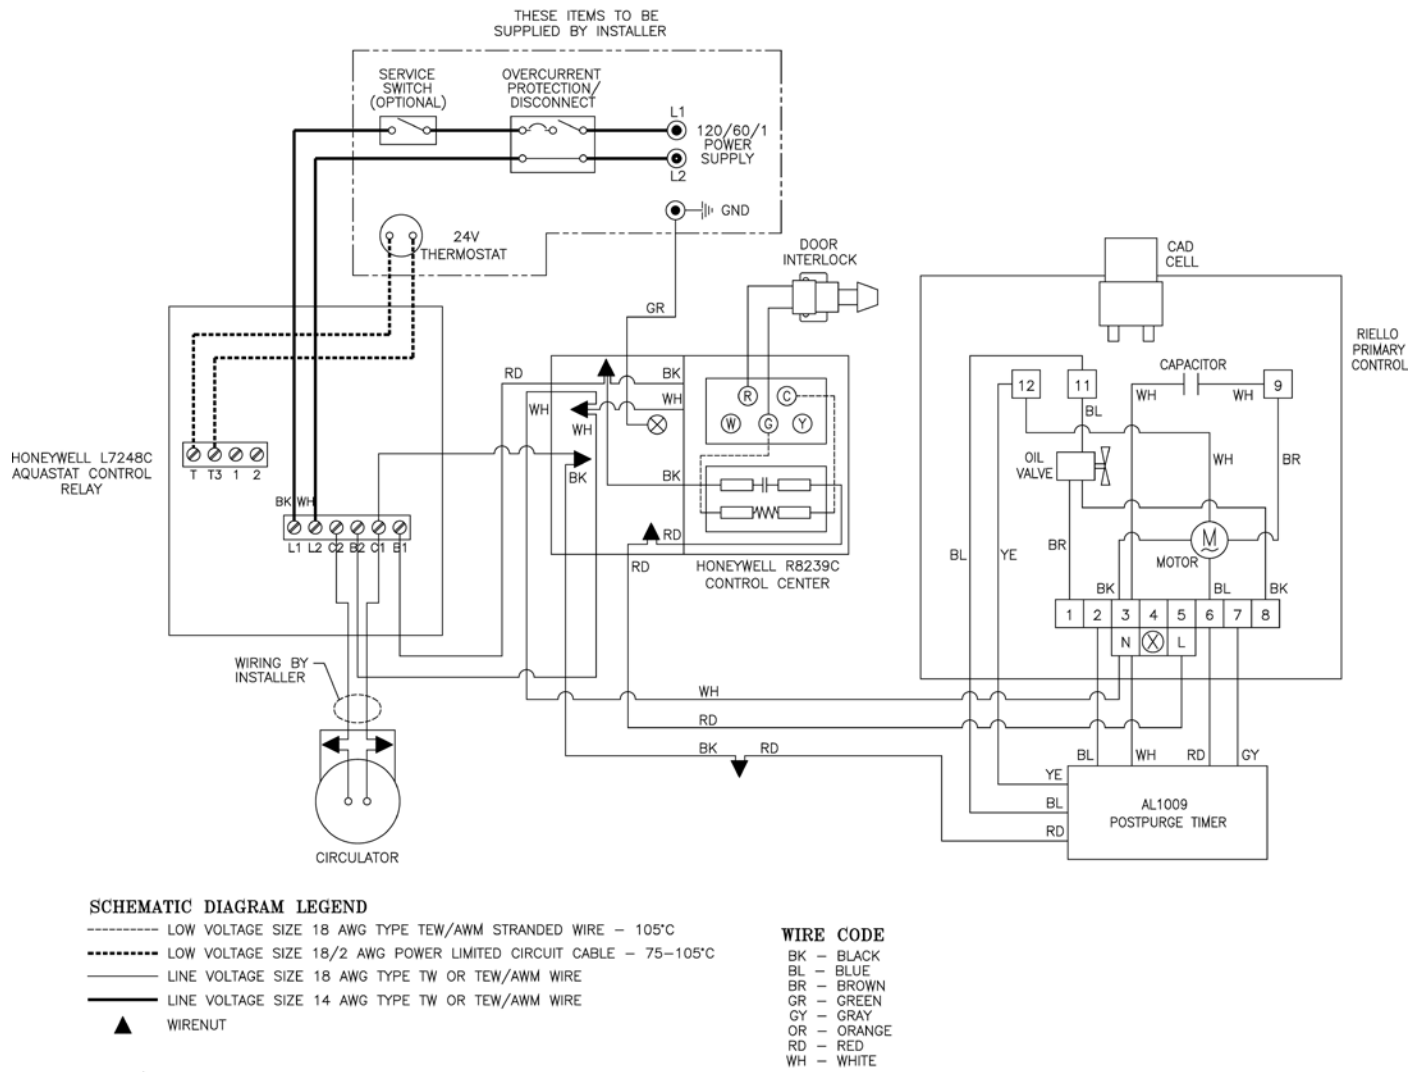 THESE ITEMS TO BE
SUPPLIED BY INSTALLER
SERVICE
SWITCH
(OPTIONAL)
OVERCURRENT
PROTECTION/
DISCONNECT
L1
120/60/1
POWER
SUPPLY
L2
GND
24V
THERMOSTAT
GR
DOOR
INTERLOCK
CAD
CELL
RIELLO
PRIMARY
CONTROL
HONEYWELL L7248C
AQUASTAT CONTROL
RELAY
T T3 1 2
BK WH
L1 L2 C2 B2 C1 B1
RD
BK
WH
WH
WH
BK
BK
RD
RD
R C
W G Y
HONEYWELL R8239C
CONTROL CENTER
12
11
CAPACITOR
9
WH
WH
BL
OIL
VALVE
WH
BR
BL
YE
BR
M
MOTOR
BK
BL
BK
1 2 3 4 5 6 7 8
N L
WIRING BY
INSTALLER
CIRCULATOR
WH
RD
BK RD
BL WH RD GY
YE
BL
RD
AL1009
POSTPURGE TIMER
SCHEMATIC DIAGRAM LEGEND
LOW VOLTAGE SIZE 18 AWG TYPE TEW/AWM STRANDED WIRE – 105°C
LOW VOLTAGE SIZE 18/2 AWG POWER LIMITED CIRCUIT CABLE – 75–105°C
LINE VOLTAGE SIZE 18 AWG TYPE TW OR TEW/AWM WIRE
LINE VOLTAGE SIZE 14 AWG TYPE TW OR TEW/AWM WIRE
WIRENUT
WIRE CODE
BK – BLACK
BL – BLUE
BR – BROWN
GR – GREEN
GY – GRAY
OR – ORANGE
RD – RED
WH – WHITE